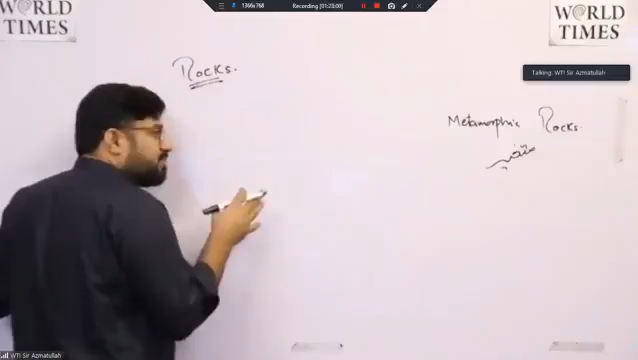 WORLD
TIMES
1366x768
Recording [01:23:00]
WORLD
TIMES
Talking: WTI Sir Azmatullah
Rocks.
Metamorphic Rocks.
متغیر
WTI Sir Azmatullah